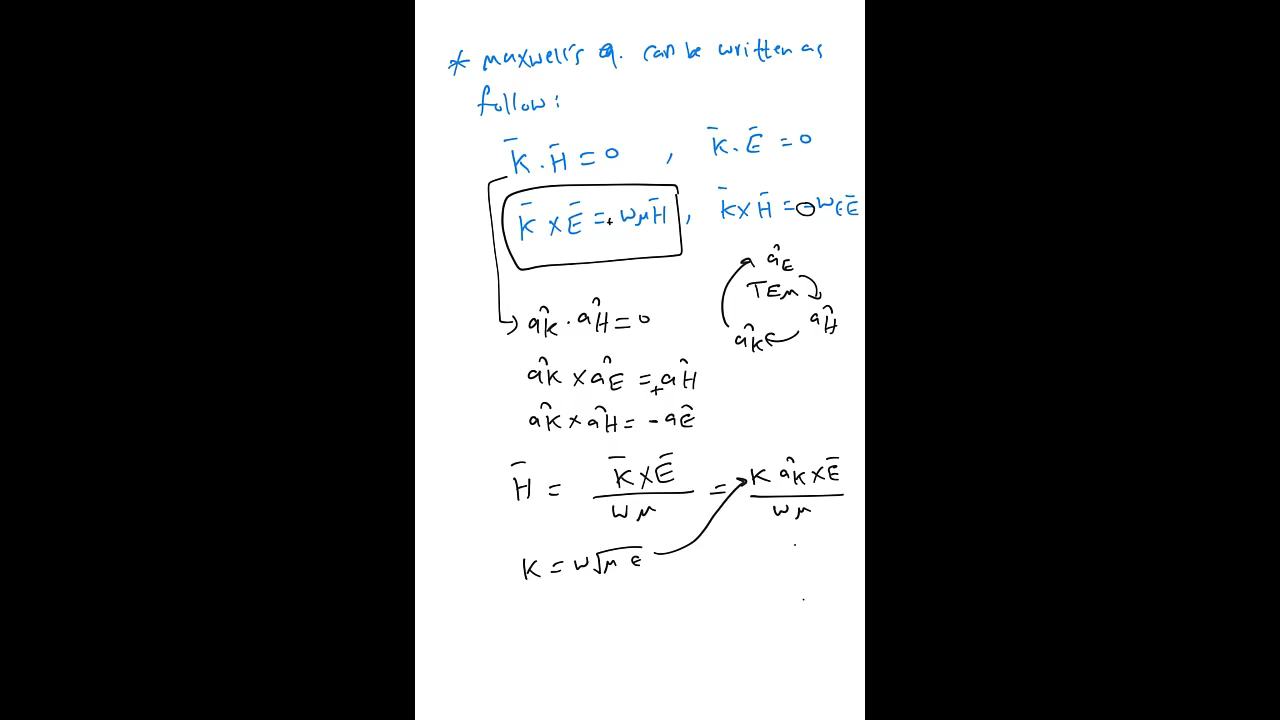 * Maxwell's eq. can be written as
follow:
K̄ . H̄ = 0 , K̄ . Ē = 0
K̄ × Ē = + ωμH̄ , K̄ × H̄ = - ωϵĒ
âE
TEM
âH
âK
âK . âH = 0
âK × âE = + âH
âK × âH = - âE
H̄ = K̄ × Ē / ωμ = K âK × Ē / ωμ
K = ω√μϵ